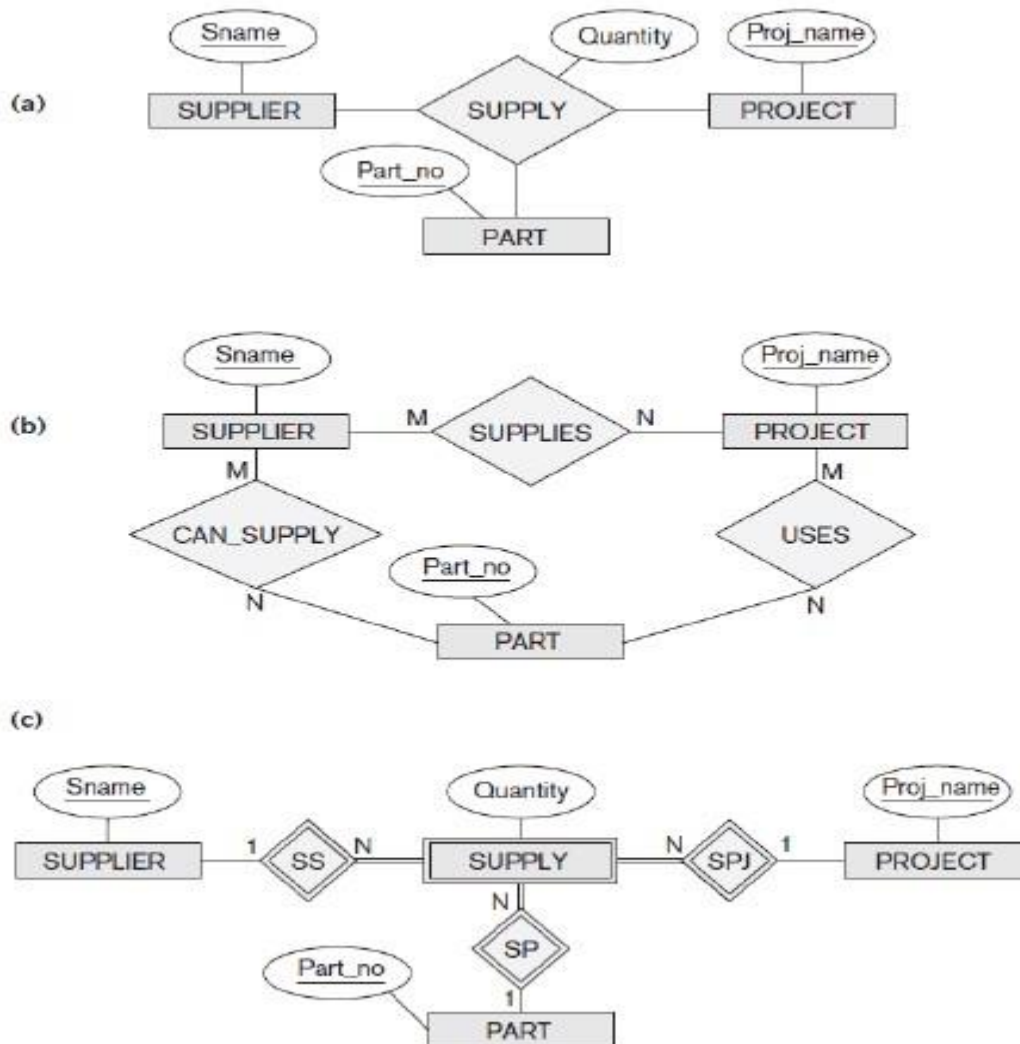 Sname
Quantity
Proj_name
(a)
SUPPLIER
SUPPLY
PROJECT
Part_no
PART
Sname
Proj_name
(b)
SUPPLIER
M
SUPPLIES
N
PROJECT
M
M
CAN_SUPPLY
USES
Part_no
N
N
PART
(c)
Sname
Quantity
Proj_name
SUPPLIER
1
SS
N
SUPPLY
N
SPJ
1
PROJECT
N
SP
Part_no
1
PART